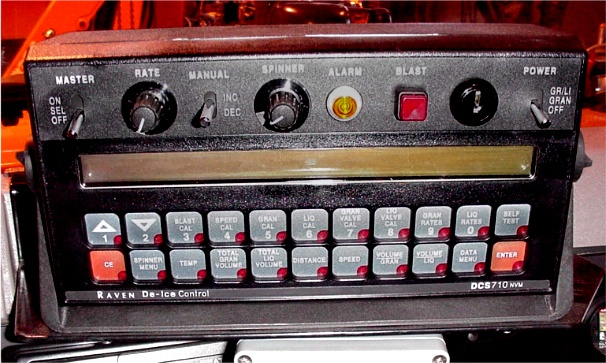 MASTER
ON
SEL
OFF
RATE
MANUAL
INC
DEC
SPINNER
ALARM
BLAST
POWER
GR/LI
GRAN
OFF
1
2
BLAST CAL 3
SPEED CAL 4
GRAN CAL 5
LIQ CAL 6
GRAN VALVE CAL 7
LIQ VALVE CAL 8
GRAN RATES 9
LIQ RATES 0
SELF TEST
CE
SPINNER MENU
TEMP
TOTAL GRAN VOLUME
TOTAL LIQ VOLUME
DISTANCE
SPEED
VOLUME GRAN
VOLUME LIQ
DATA MENU
ENTER
RAVEN De-Ice Control
DCS710 NVM